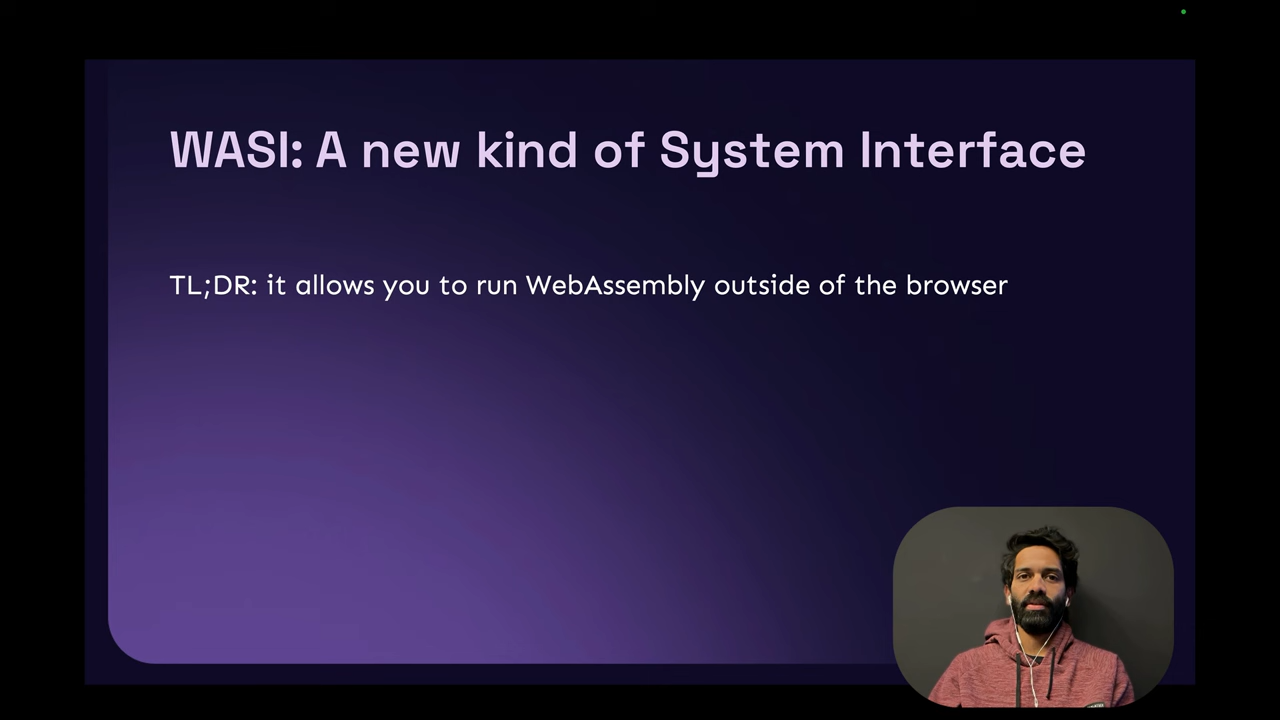 WASI: A new kind of System Interface
TL;DR: it allows you to run WebAssembly outside of the browser